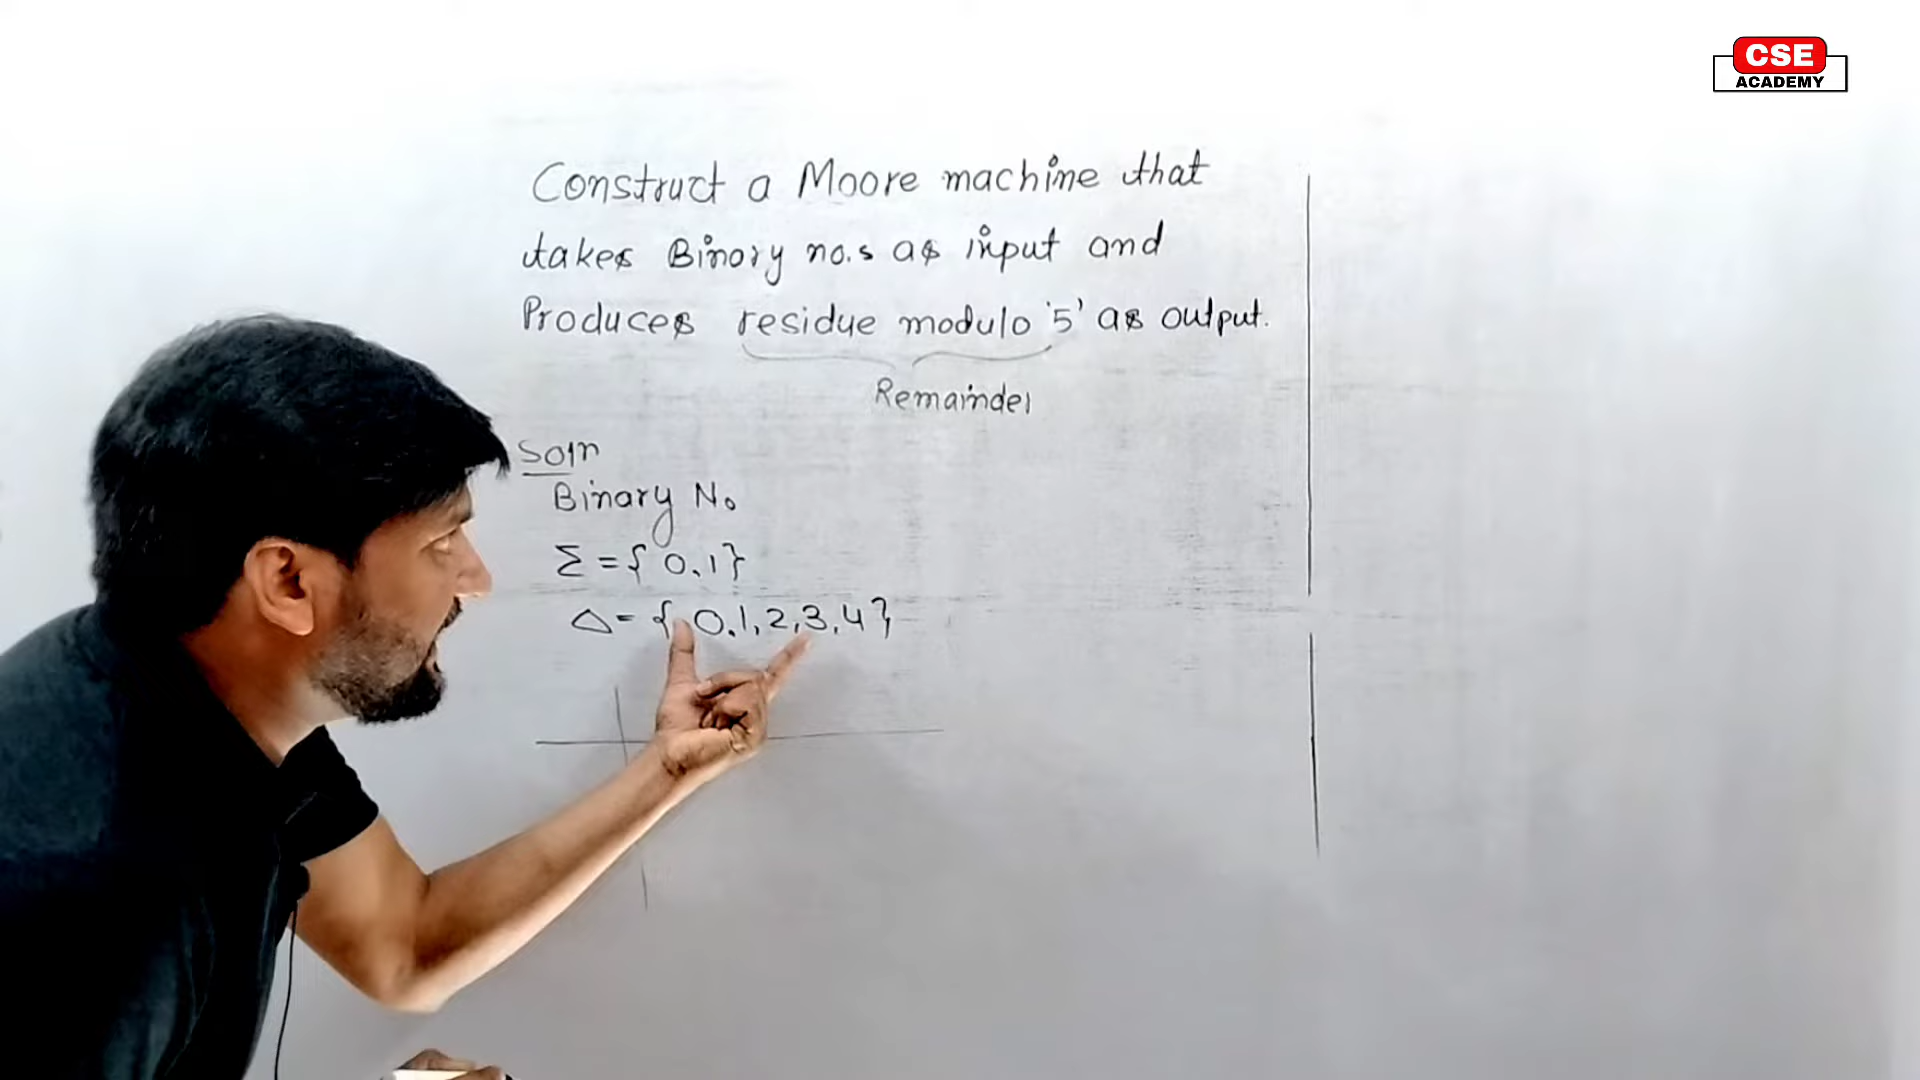 CSE
ACADEMY
Construct a Moore machine that
takes Binary no.s as input and
Produces residue modulo '5' as output.
Remainder
Soln
Binary No
Σ = { 0,1}
Δ = { 0,1,2,3,4}